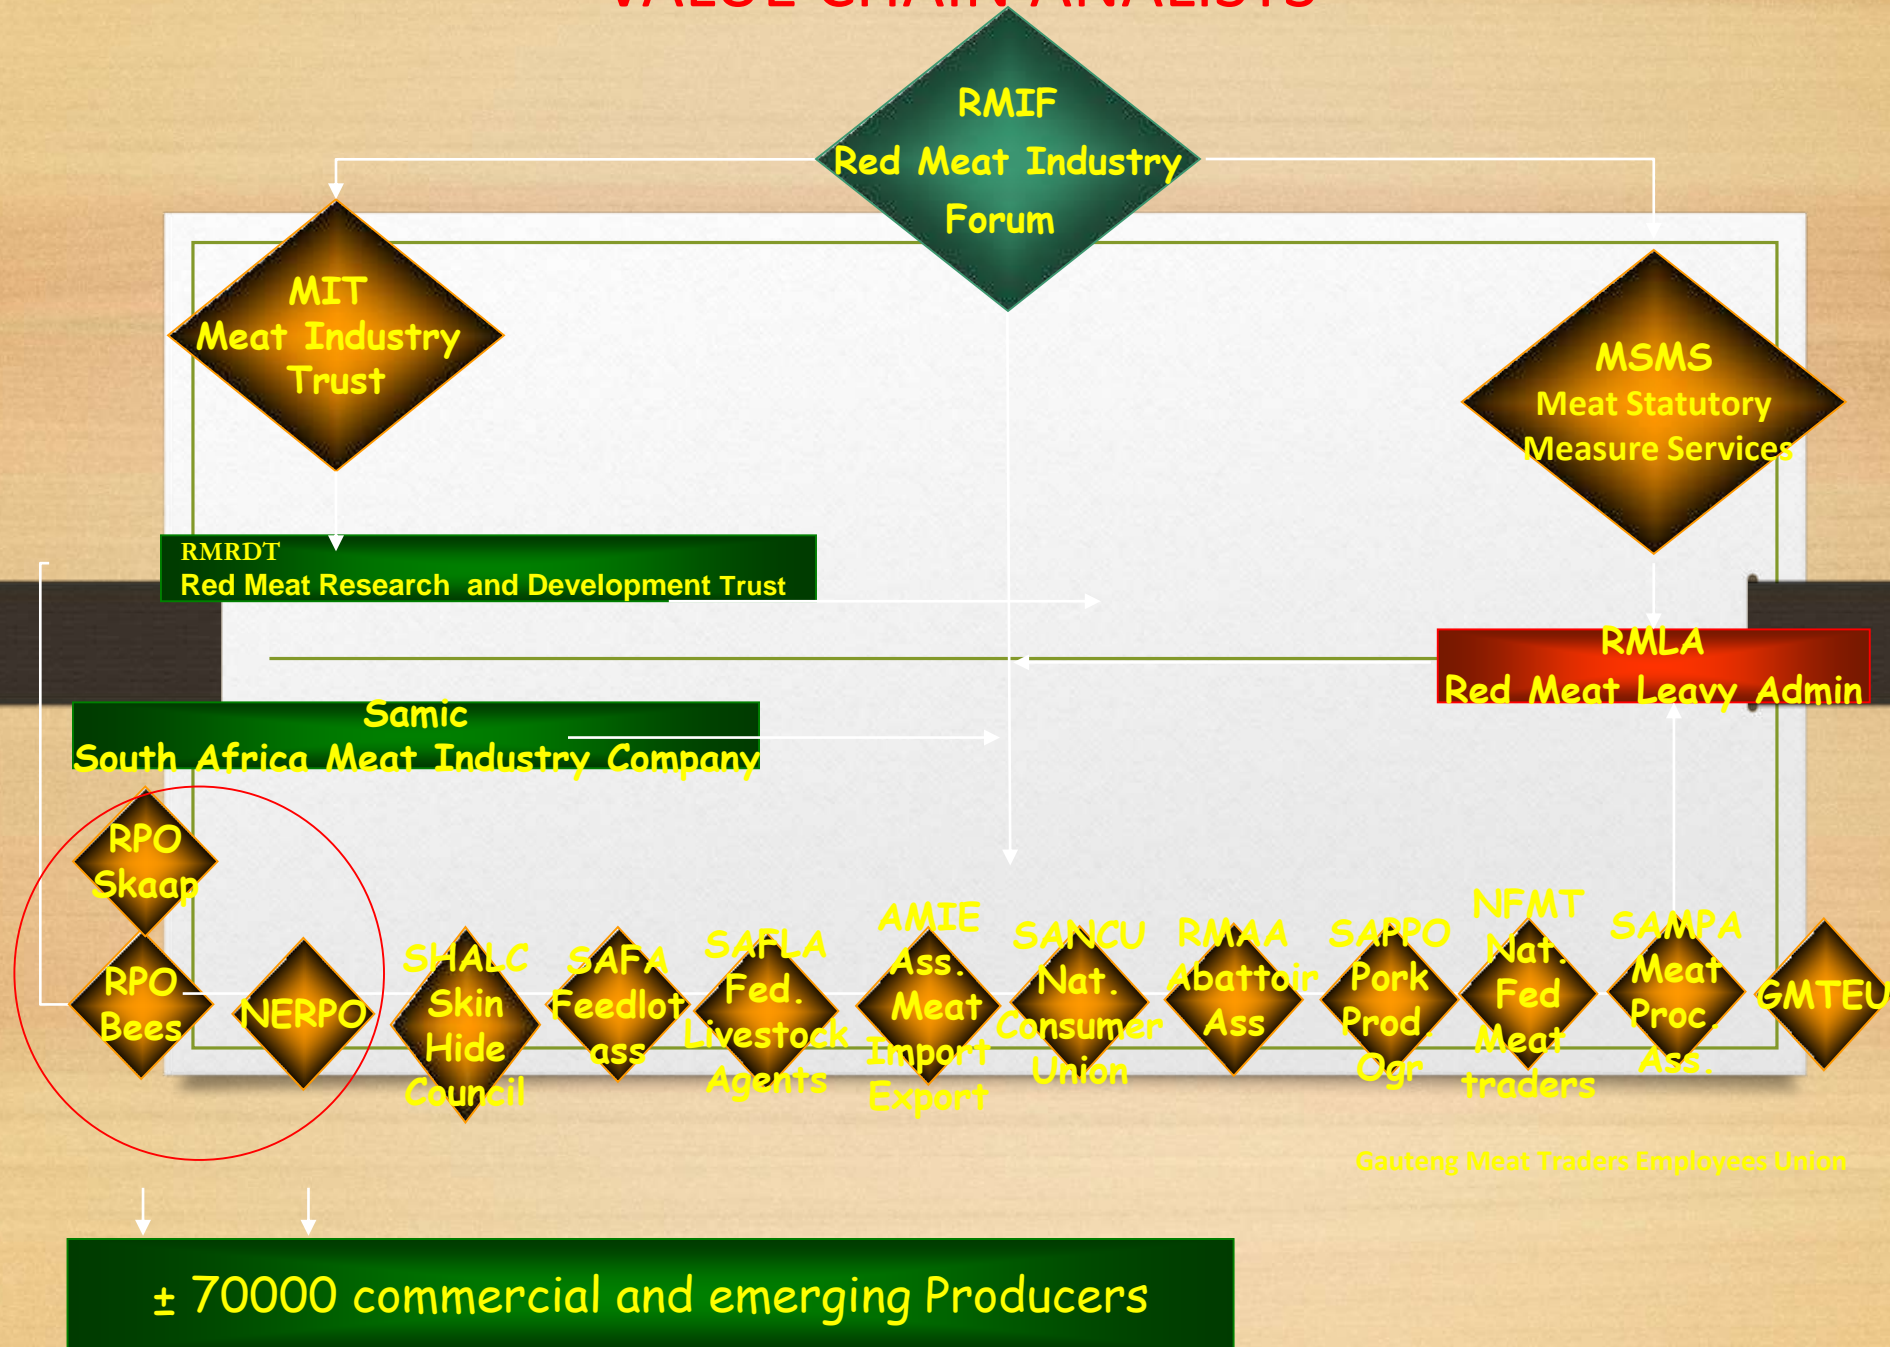 VALUE CHAIN ANALISTS
RMIF
Red Meat Industry
Forum
MIT
Meat Industry
Trust
MSMS
Meat Statutory
Measure Services
RMRDT
Red Meat Research and Development Trust
RMLA
Red Meat Leavy Admin
Samic
South Africa Meat Industry Company
RPO
Skaap
RPO
Bees
NERPO
SHALC
Skin
Hide
Council
SAFA
Feedlot
ass
SAFLA
Fed.
Livestock
Agents
AMIE
Ass.
Meat
Import
Export
SANCU
Nat.
Consumer
Union
RMAA
Abattoir
Ass
SAPPO
Pork
Prod.
Ogr
NFMT
Nat.
Fed
Meat
traders
SAMPA
Meat
Proc.
Ass.
GMTEU
Gauteng Meat Traders Employees Union
± 70000 commercial and emerging Producers